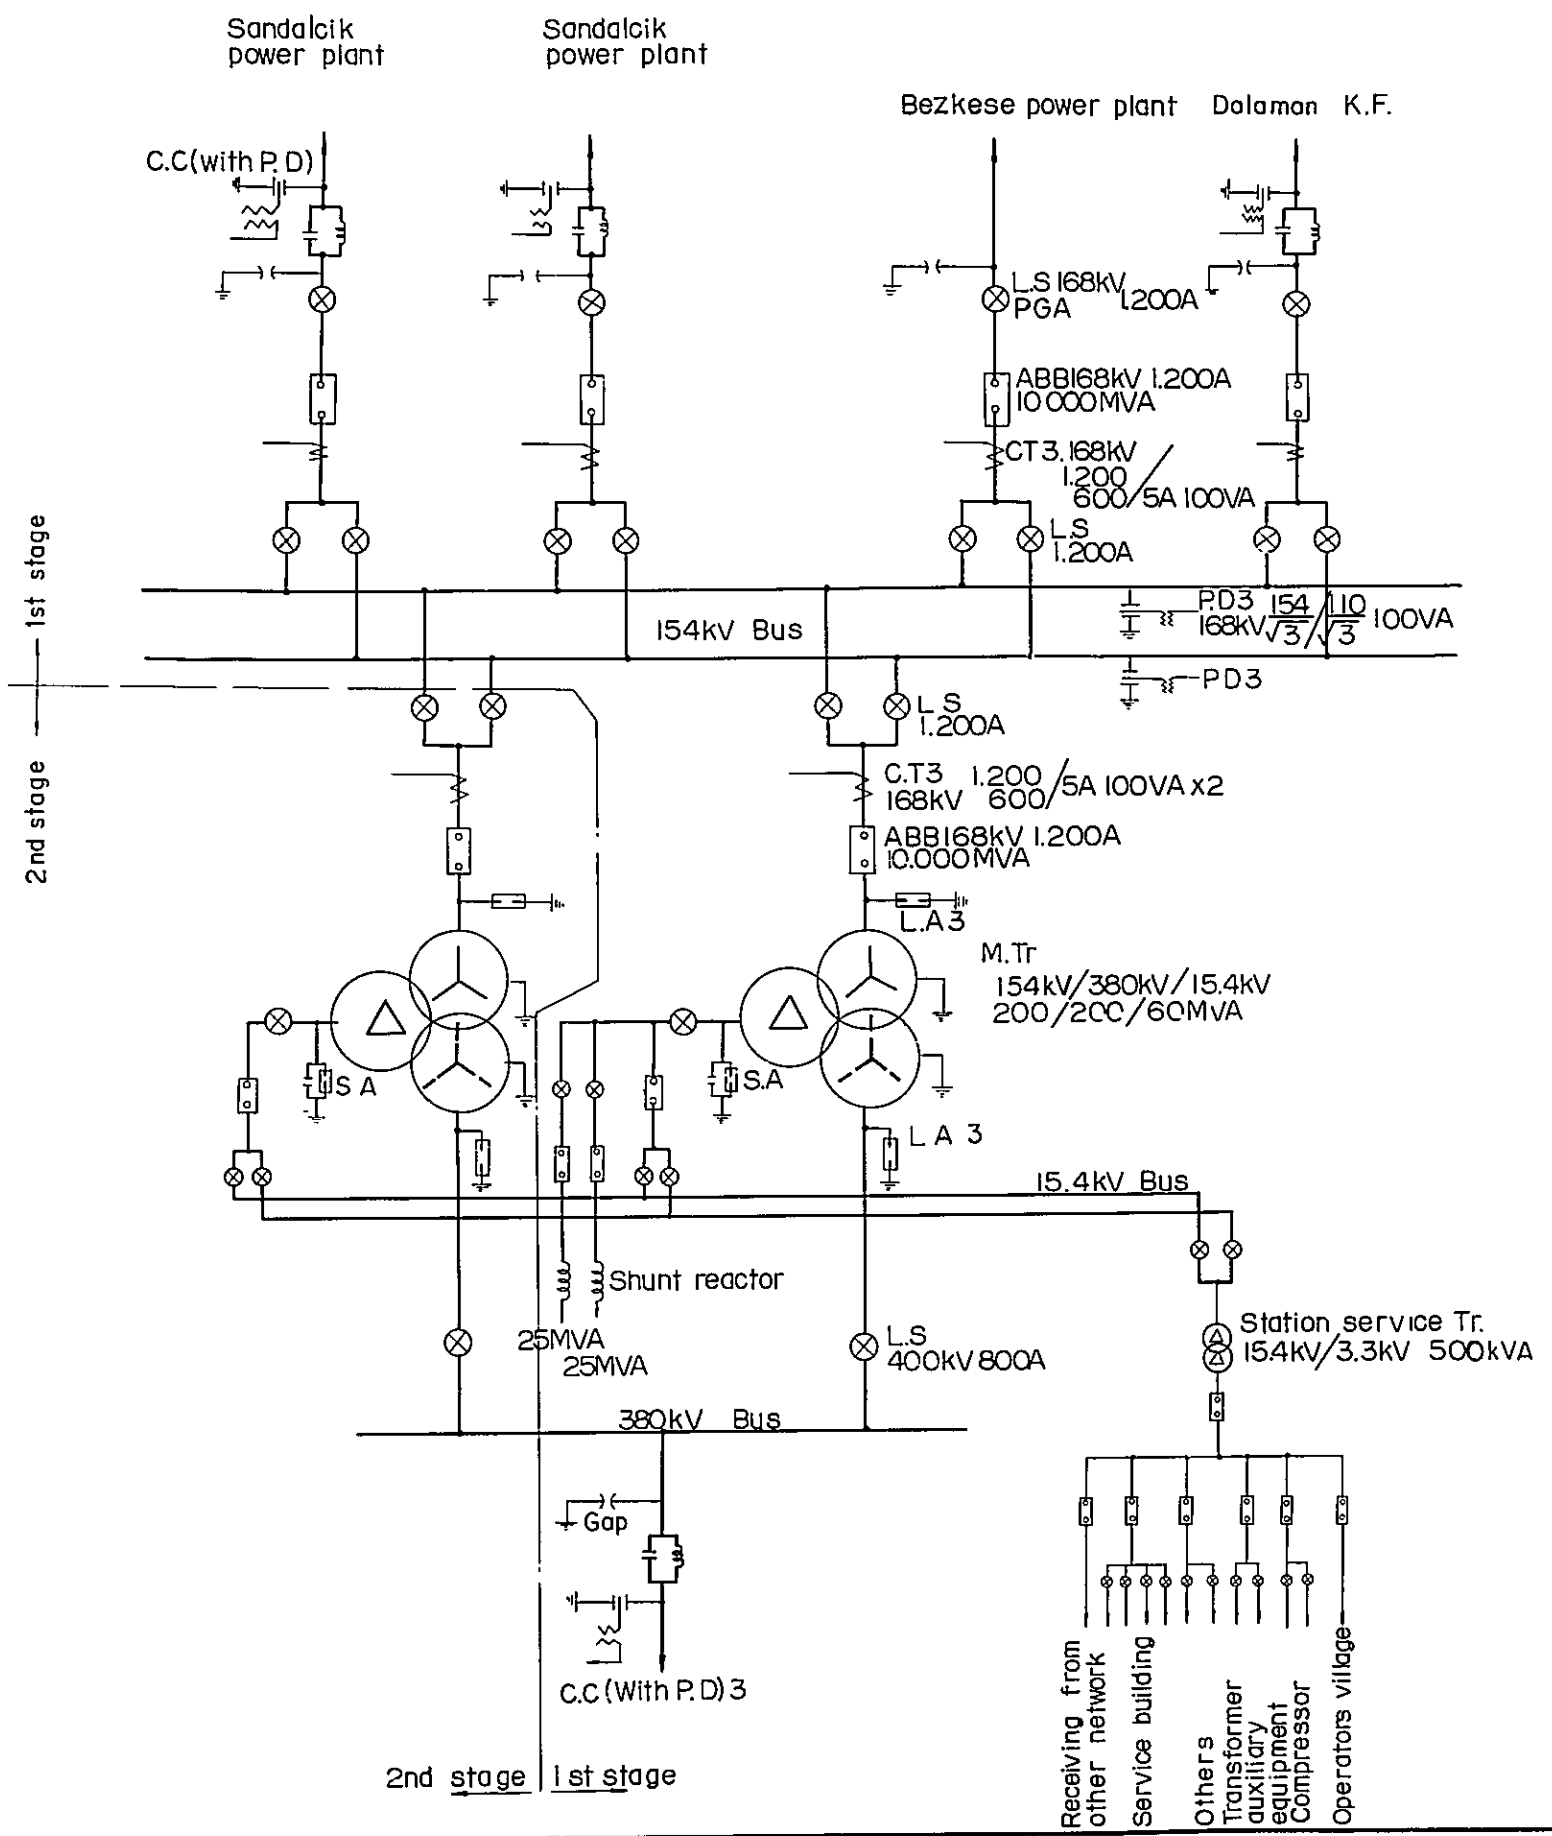 Sandalcik
power plant
Sandalcik
power plant
Bezkese power plant
Dalaman K.F.
C.C(with P.D)
L.S 168kV 1.200A
PGA
ABB168kV 1.200A
10000MVA
CT3.168kV
1.200
600/5A 100VA
L.S
1.200A
1st stage
2nd stage
154kV Bus
P.D3 154/√3 / 110/√3 100VA
168kV
PD3
L S
1.200A
C.T3 1.200/5A 100VA x2
168kV 600
ABB168kV 1.200A
10.000MVA
L.A 3
M.Tr
154kV/380kV/15.4kV
200/200/60MVA
S A
S.A
L A 3
15.4kV Bus
Shunt reactor
25MVA
25MVA
L.S
400kV 800A
Station service Tr.
15.4kV/3.3kV 500kVA
380kV Bus
Gap
C.C (With P.D) 3
2nd stage
1st stage
Receiving from
other network
Service building
Others
Transformer
auxiliary
equipment
Compressor
Operators village